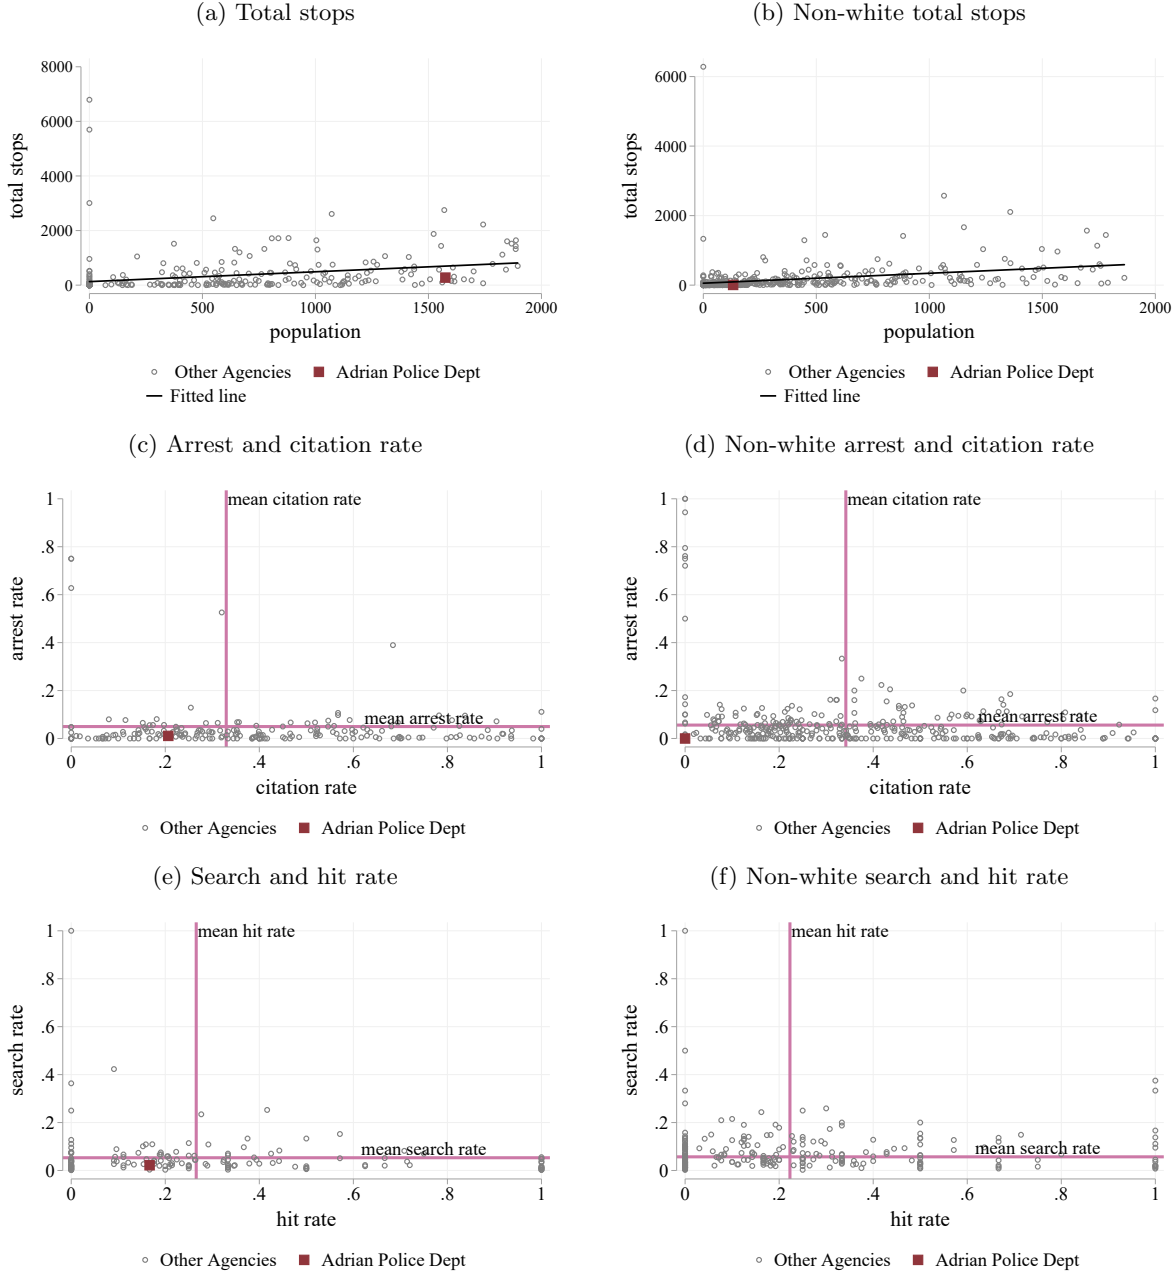 (a) Total stops
(b) Non-white total stops
8000
6000
4000
2000
0
total stops
0 500 1000 1500 2000
population
Other Agencies Adrian Police Dept
Fitted line
6000
4000
2000
0
total stops
0 500 1000 1500 2000
population
Other Agencies Adrian Police Dept
Fitted line
(c) Arrest and citation rate
(d) Non-white arrest and citation rate
mean citation rate
1
.8
.6
.4
.2
0
arrest rate
mean arrest rate
0 .2 .4 .6 .8 1
citation rate
Other Agencies Adrian Police Dept
mean citation rate
1
.8
.6
.4
.2
0
arrest rate
mean arrest rate
0 .2 .4 .6 .8 1
citation rate
Other Agencies Adrian Police Dept
(e) Search and hit rate
(f) Non-white search and hit rate
mean hit rate
1
.8
.6
.4
.2
0
search rate
mean search rate
0 .2 .4 .6 .8 1
hit rate
Other Agencies Adrian Police Dept
mean hit rate
1
.8
.6
.4
.2
0
search rate
mean search rate
0 .2 .4 .6 .8 1
hit rate
Other Agencies Adrian Police Dept